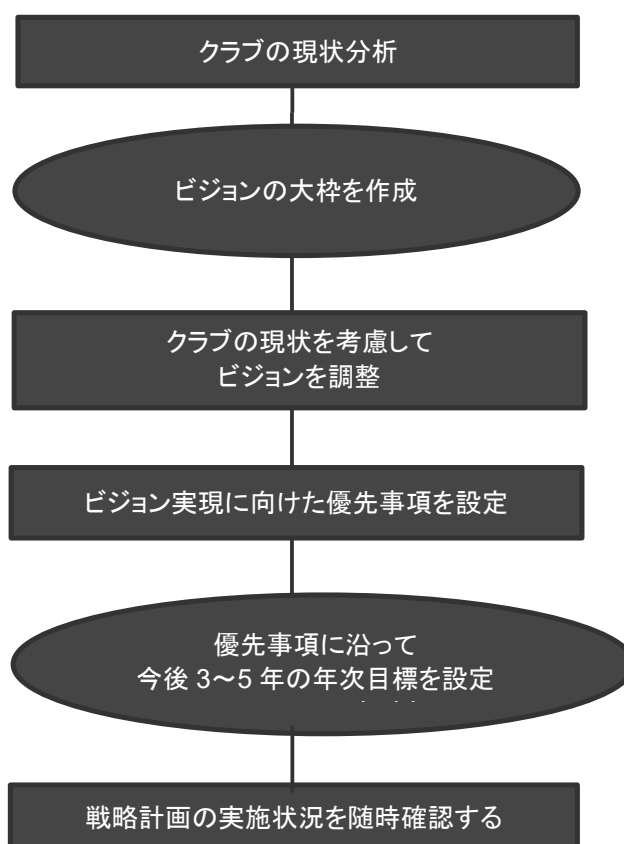 クラブの現状分析
ビジョンの大枠を作成
クラブの現状を考慮して
ビジョンを調整
ビジョン実現に向けた優先事項を設定
優先事項に沿って
今後 3～5 年の年次目標を設定
戦略計画の実施状況を随時確認する